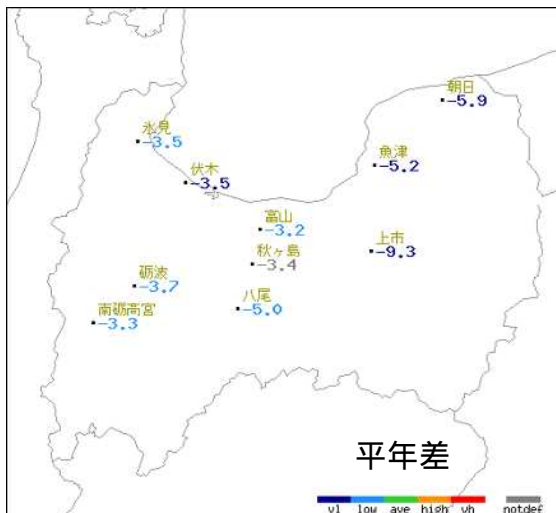 朝日
-5.9
氷見
-3.5
魚津
-5.2
伏木
-3.5
富山
-3.2
上市
-9.3
秋ヶ島
-3.4
砺波
-3.7
八尾
-5.0
南砺高宮
-3.3
平年差
vl low ave high vh notdef